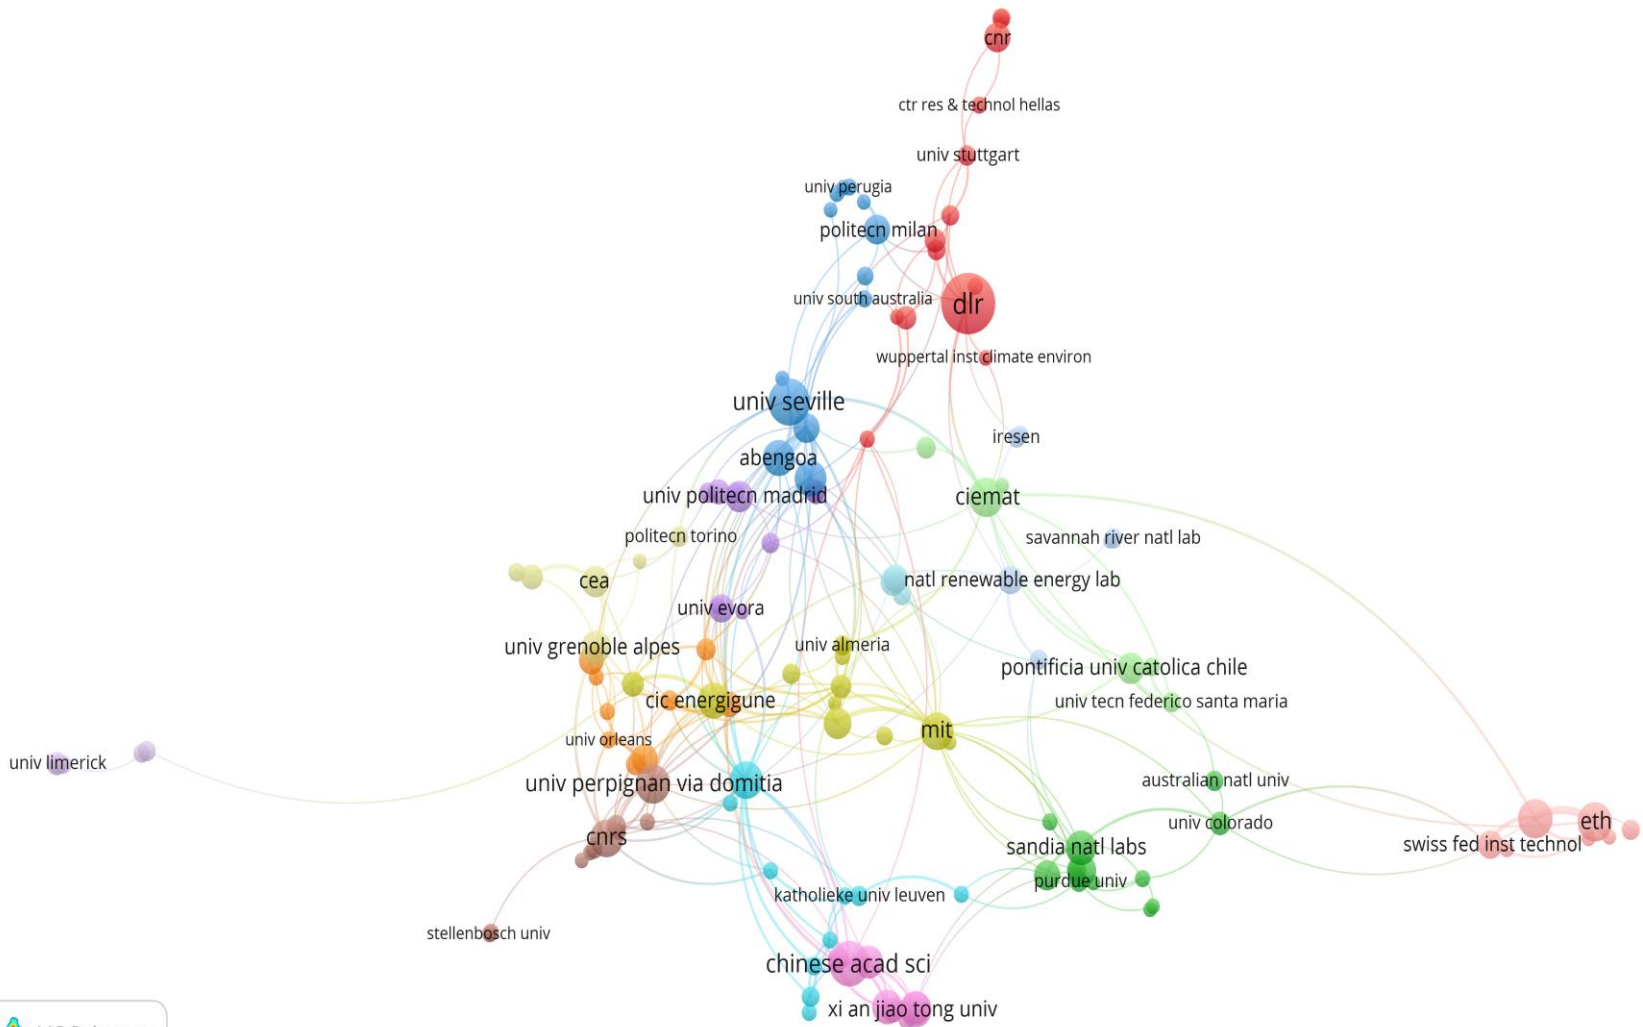 cnr
ctr res & technol hellas
univ stuttgart
univ perugia
politecn milan
univ south australia
dlr
wuppertal inst climate environ
univ seville
iresen
abengoa
univ politecn madrid
ciemat
politecn torino
savannah river natl lab
cea
natl renewable energy lab
univ evora
univ grenoble alpes
univ almeria
pontificia univ catolica chile
cic energigune
univ tecn federico santa maria
mit
univ orleans
univ limerick
univ perpignan via domitia
australian natl univ
univ colorado
eth
cnrs
sandia natl labs
swiss fed inst technol
purdue univ
katholieke univ leuven
stellenbosch univ
chinese acad sci
xi an jiao tong univ